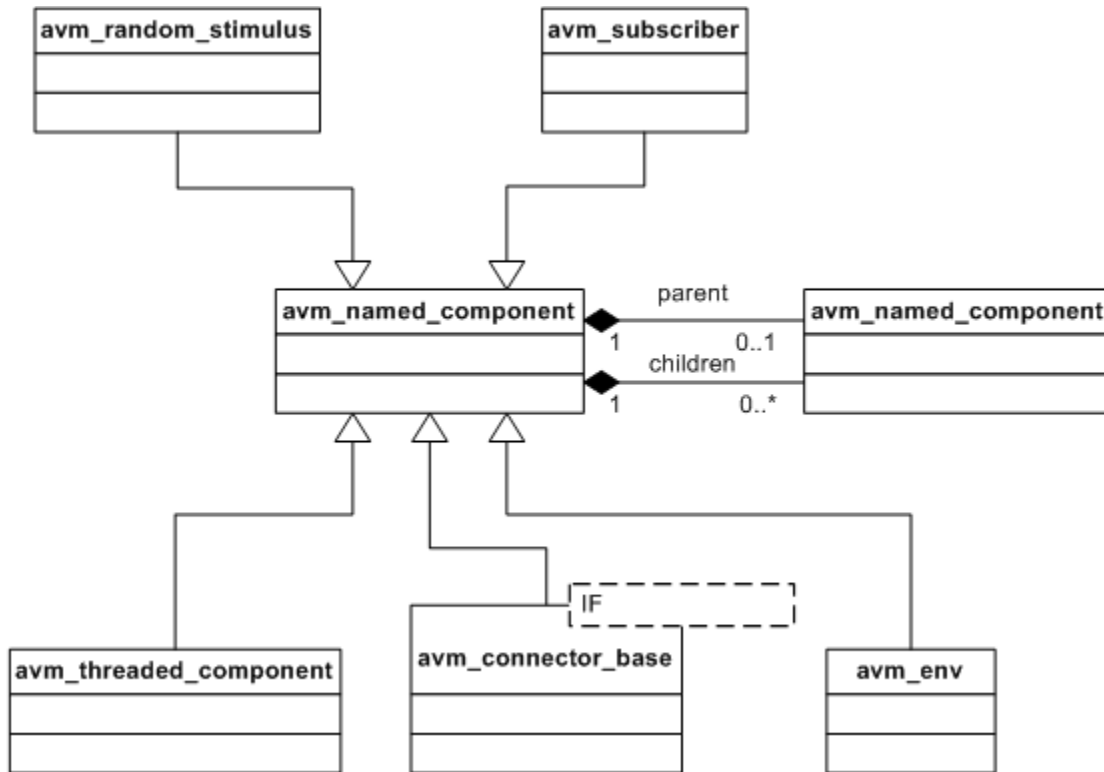 avm_random_stimulus
avm_subscriber
avm_named_component
parent
avm_named_component
1
0..1
children
1
0..*
IF
avm_threaded_component
avm_connector_base
avm_env